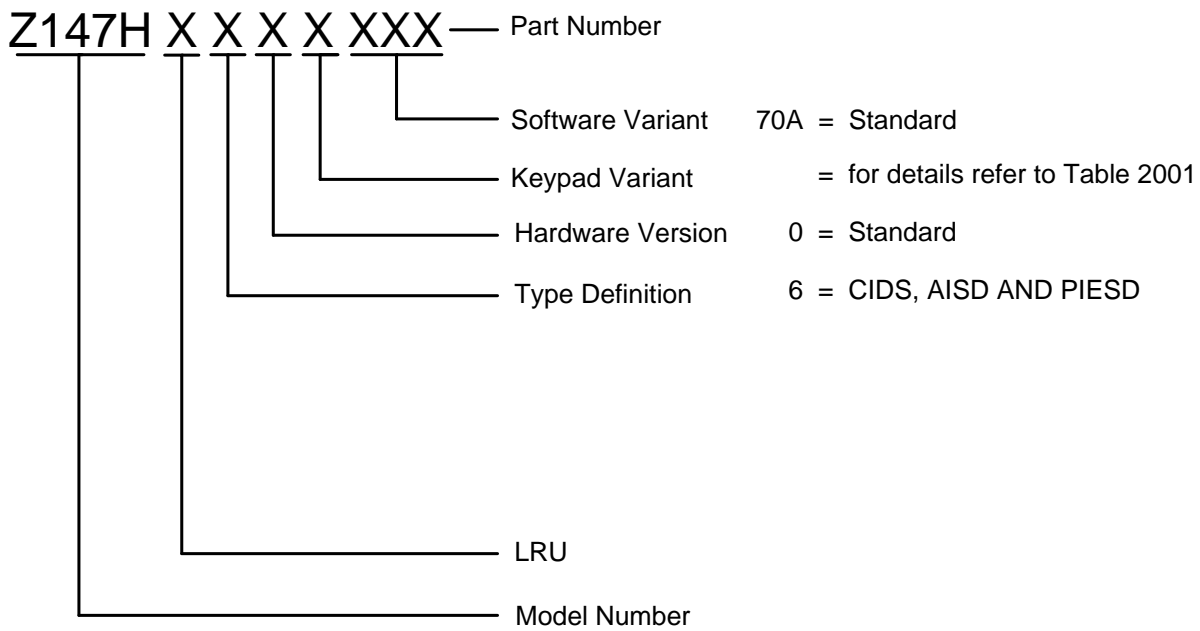 Z147H X X X X XXX Part Number
Software Variant 70A = Standard
Keypad Variant = for details refer to Table 2001
Hardware Version 0 = Standard
Type Definition 6 = CIDS, AISD AND PIESD
LRU
Model Number